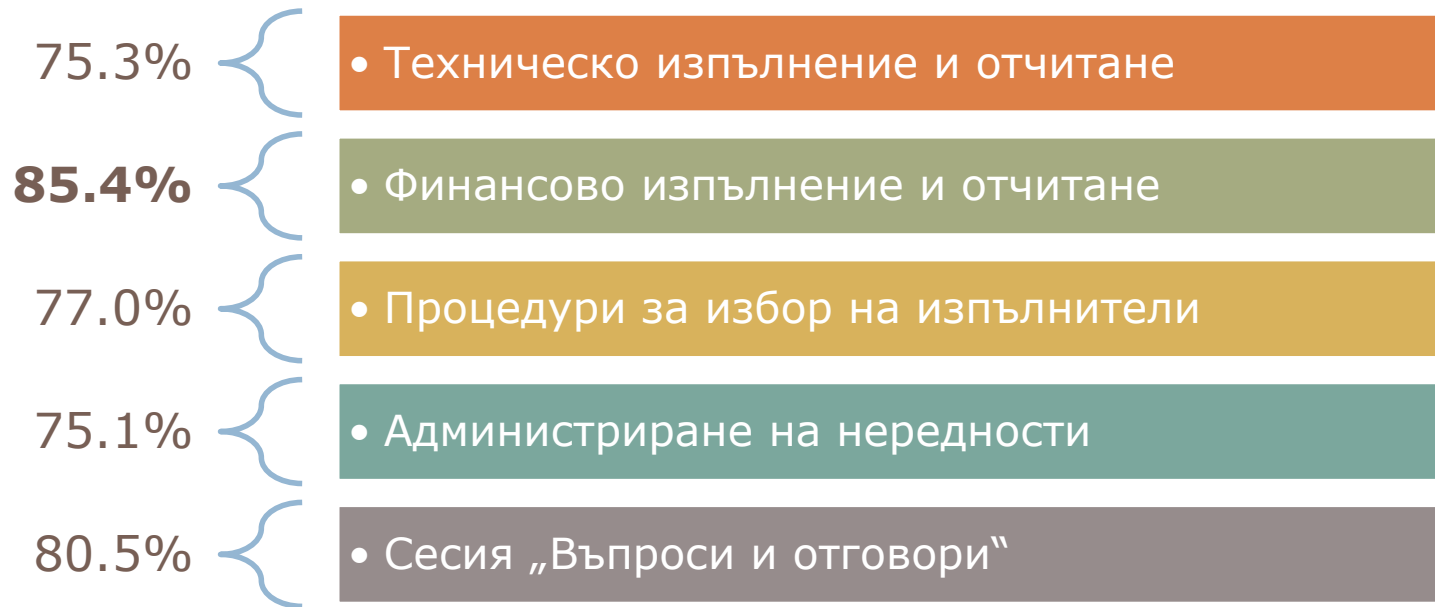 75.3%
• Техническо изпълнение и отчитане
85.4%
• Финансово изпълнение и отчитане
77.0%
• Процедури за избор на изпълнители
75.1%
• Администриране на нередности
80.5%
• Сесия „Въпроси и отговори“